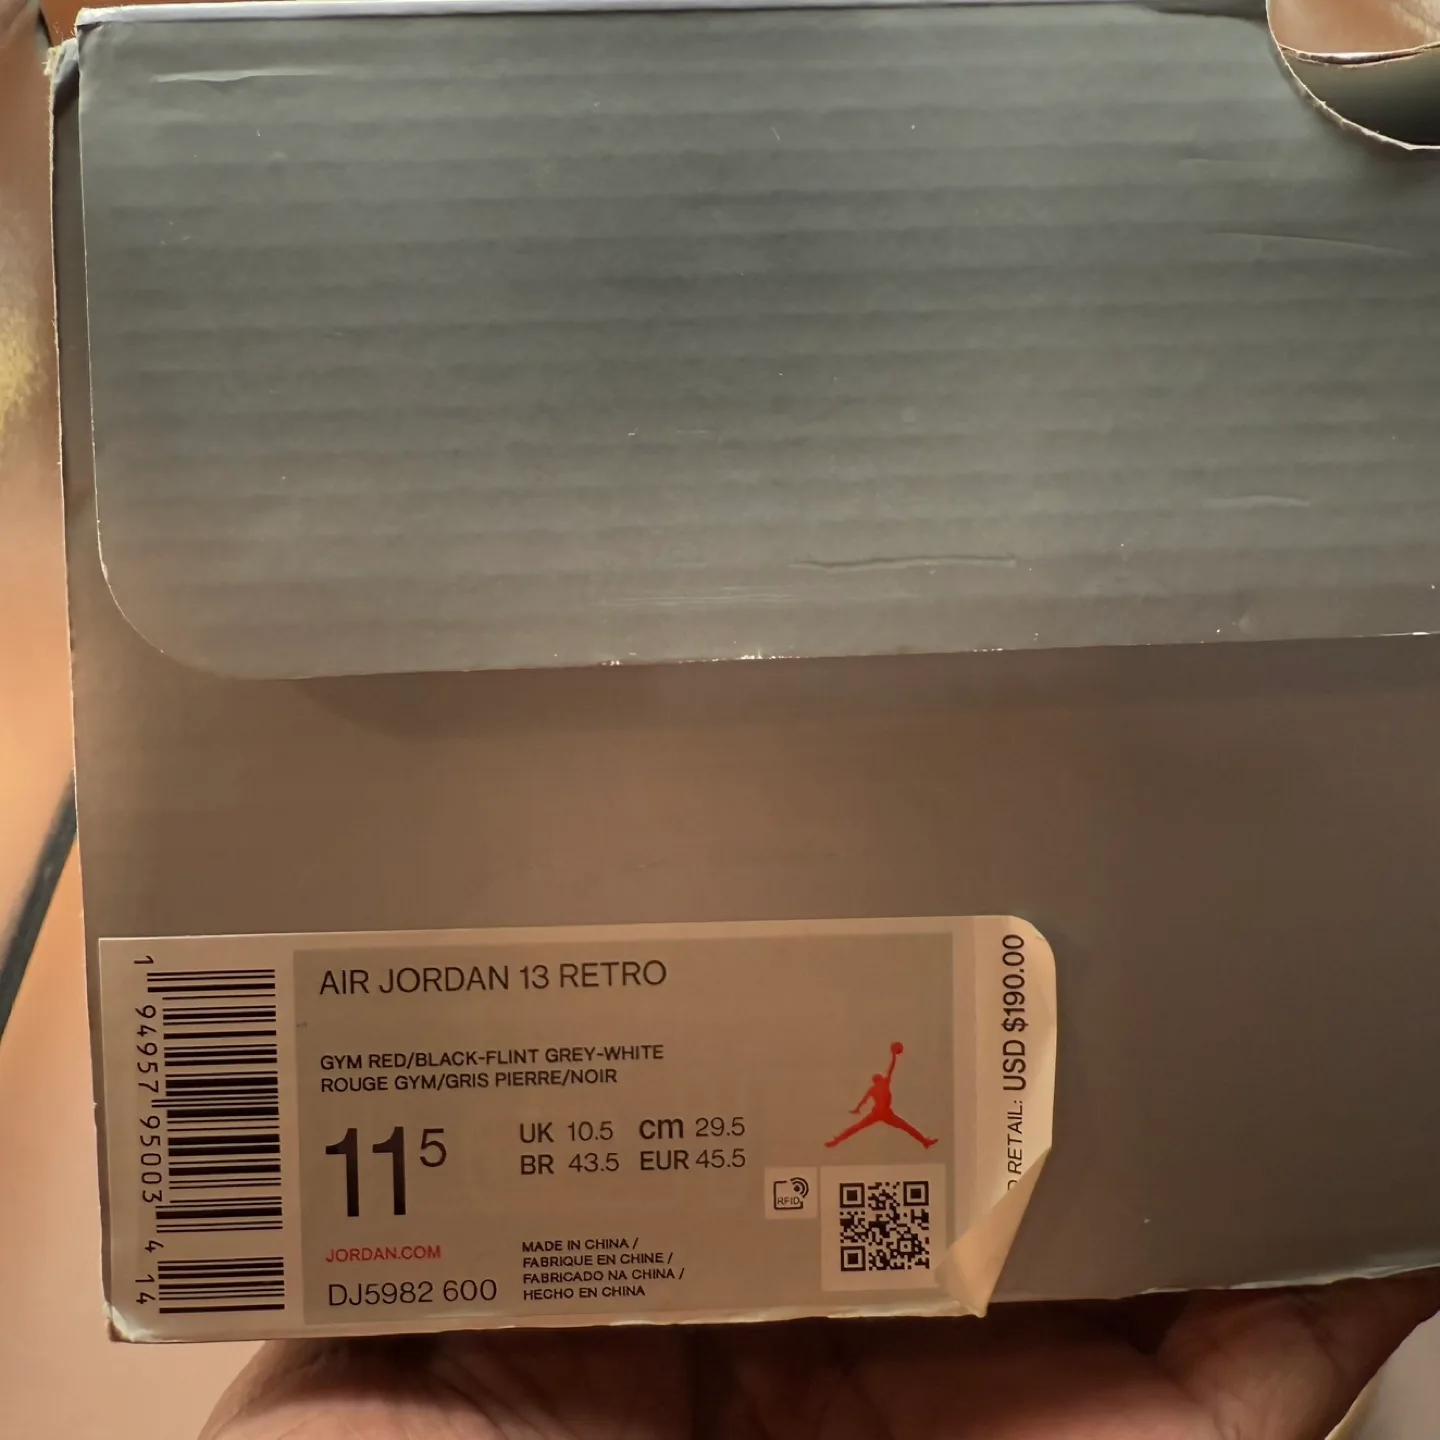 AIR JORDAN 13 RETRO
GYM RED/BLACK-FLINT GREY-WHITE
ROUGE GYM/GRIS PIERRE/NOIR
11 5
UK 10.5 cm 29.5
BR 43.5 EUR 45.5
RFID
JORDAN.COM
DJ5982 600
MADE IN CHINA /
FABRIQUE EN CHINE /
FABRICADO NA CHINA /
HECHO EN CHINA
1 94957 95003 4 14
RETAIL: USD $190.00